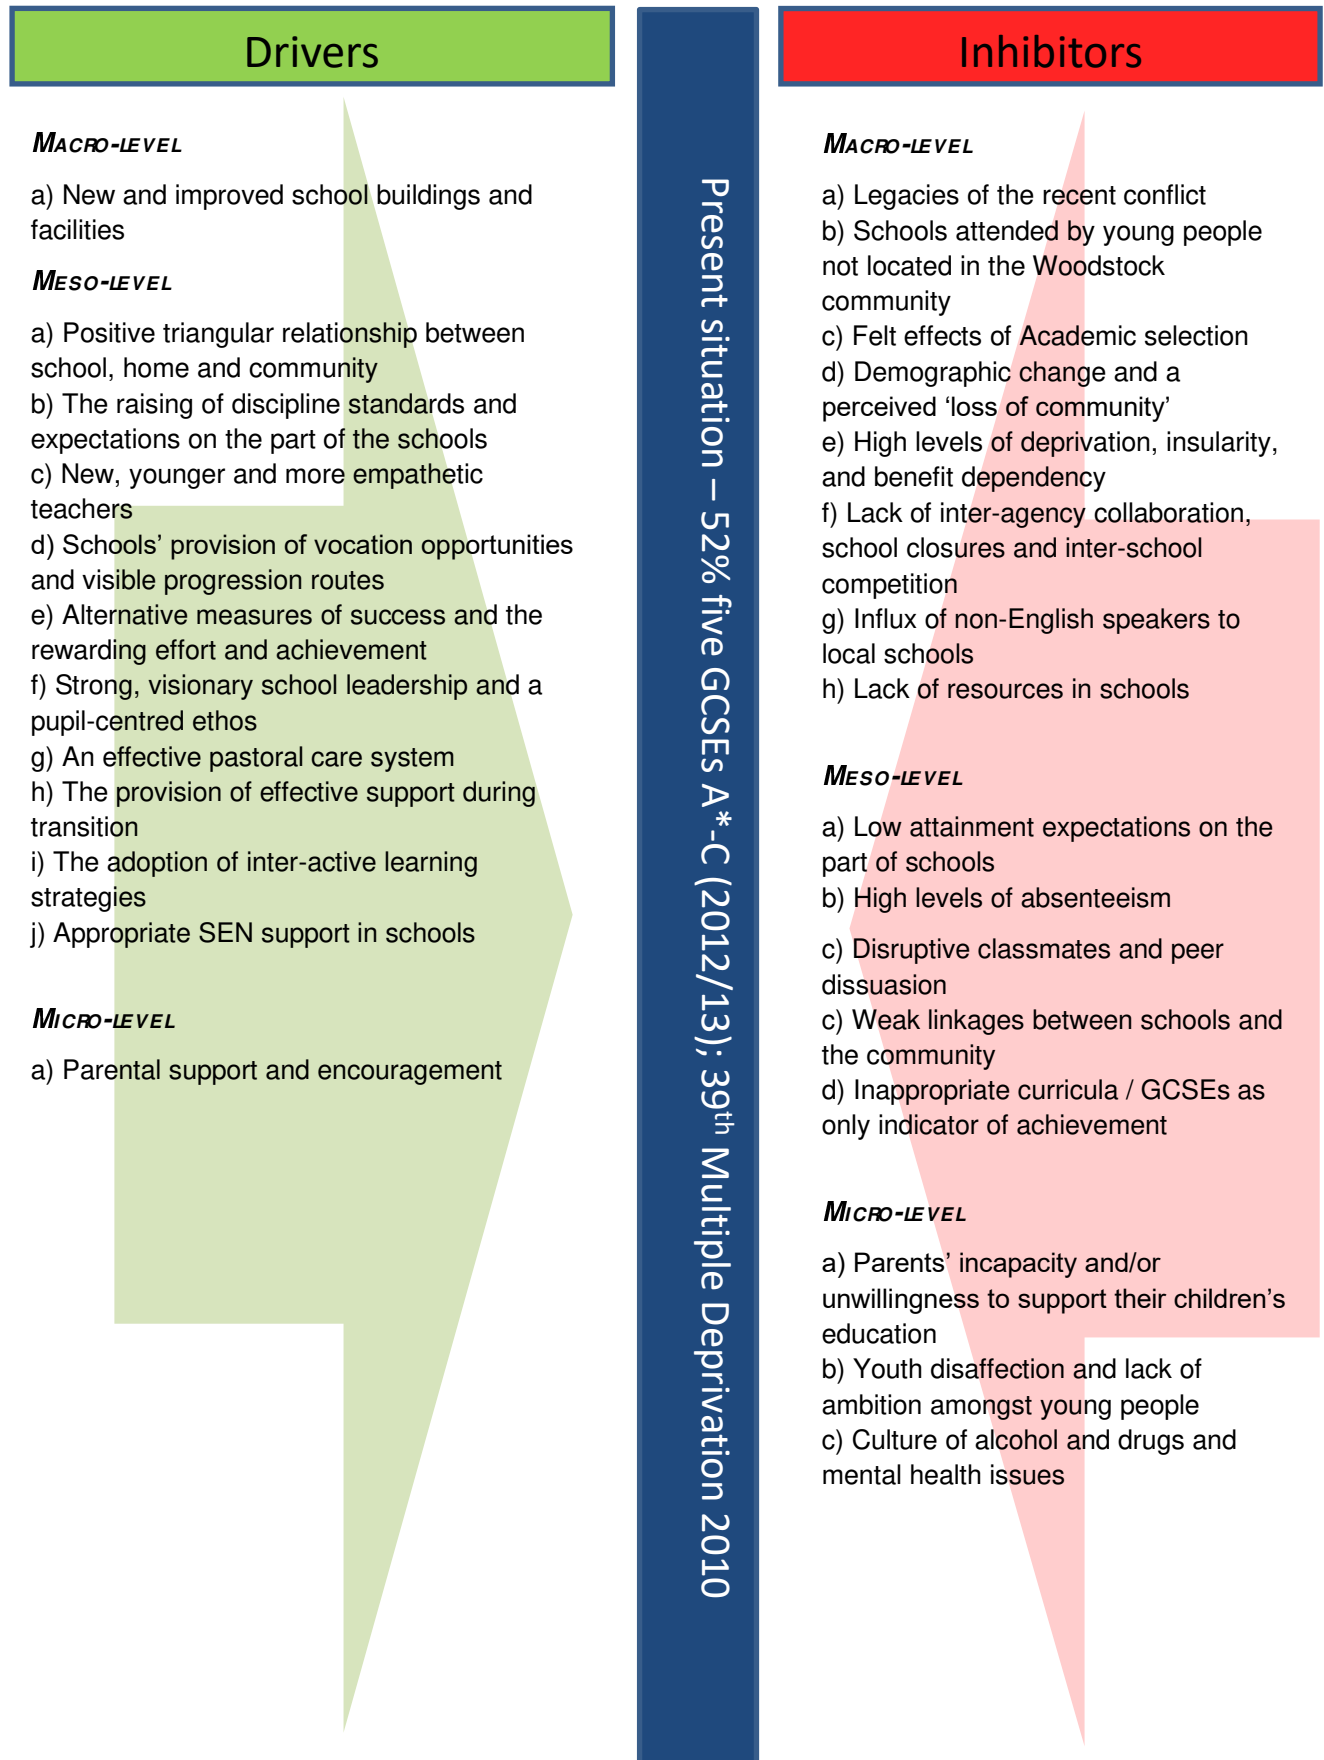 Drivers
MACRO-LEVEL
a) New and improved school buildings and
facilities
MESO-LEVEL
a) Positive triangular relationship between
school, home and community
b) The raising of discipline standards and
expectations on the part of the schools
c) New, younger and more empathetic
teachers
d) Schools’ provision of vocation opportunities
and visible progression routes
e) Alternative measures of success and the
rewarding effort and achievement
f) Strong, visionary school leadership and a
pupil-centred ethos
g) An effective pastoral care system
h) The provision of effective support during
transition
i) The adoption of inter-active learning
strategies
j) Appropriate SEN support in schools
MICRO-LEVEL
a) Parental support and encouragement
Present situation – 52% five GCSEs A*-C (2012/13); 39th Multiple Deprivation 2010
Inhibitors
MACRO-LEVEL
a) Legacies of the recent conflict
b) Schools attended by young people
not located in the Woodstock
community
c) Felt effects of Academic selection
d) Demographic change and a
perceived ‘loss of community’
e) High levels of deprivation, insularity,
and benefit dependency
f) Lack of inter-agency collaboration,
school closures and inter-school
competition
g) Influx of non-English speakers to
local schools
h) Lack of resources in schools
MESO-LEVEL
a) Low attainment expectations on the
part of schools
b) High levels of absenteeism
c) Disruptive classmates and peer
dissuasion
c) Weak linkages between schools and
the community
d) Inappropriate curricula / GCSEs as
only indicator of achievement
MICRO-LEVEL
a) Parents’ incapacity and/or
unwillingness to support their children’s
education
b) Youth disaffection and lack of
ambition amongst young people
c) Culture of alcohol and drugs and
mental health issues